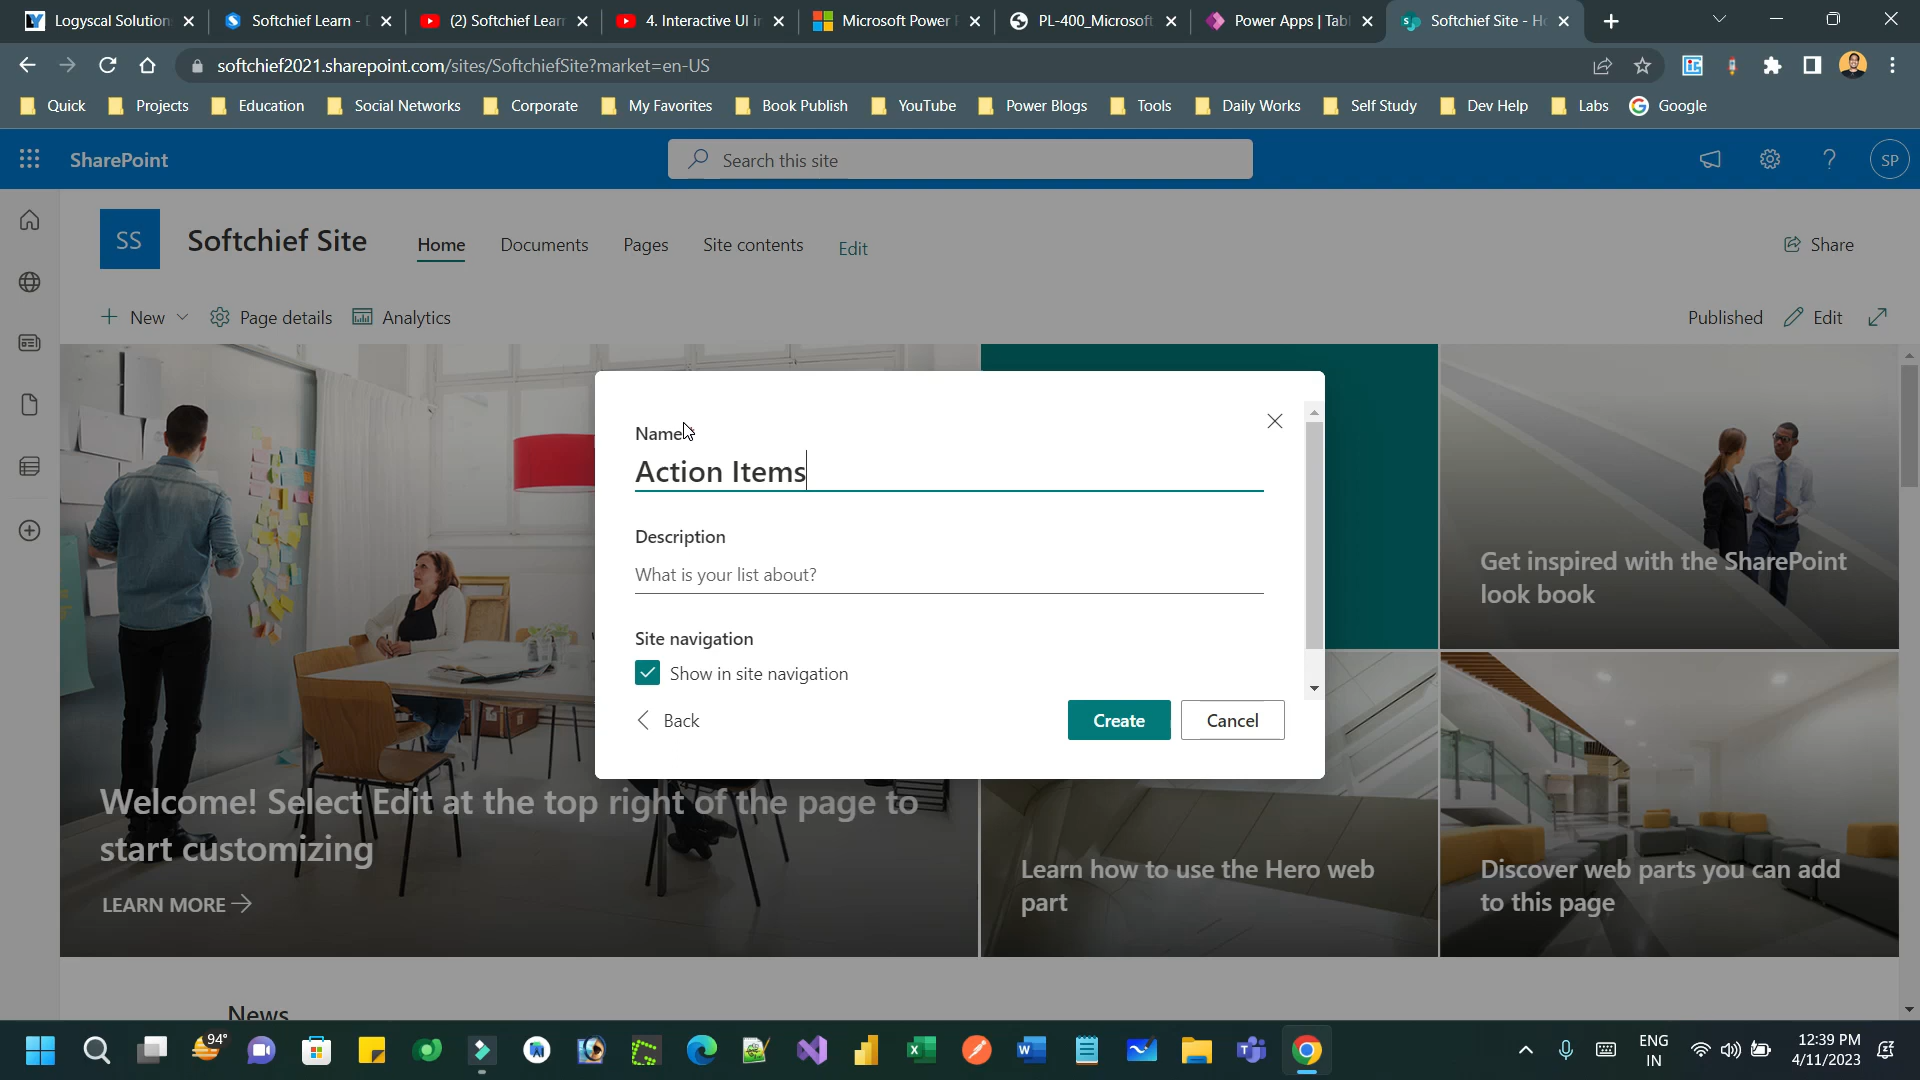 Logyscal Solution
Softchief Learn - D
(2) Softchief Lear
4. Interactive UI i
Microsoft Power
PL-400_Microsoft
Power Apps | Tab
Softchief Site - Ho
softchief2021.sharepoint.com/sites/SoftchiefSite?market=en-US
Quick
Projects
Education
Social Networks
Corporate
My Favorites
Book Publish
YouTube
Power Blogs
Tools
Daily Works
Self Study
Dev Help
Labs
Google
SharePoint
Search this site
SP
SS
Softchief Site
Home
Documents
Pages
Site contents
Edit
Share
New
Page details
Analytics
Published
Edit
Name
Action Items
Description
What is your list about?
Site navigation
Show in site navigation
Back
Create
Cancel
Welcome! Select Edit at the top right of the page to
start customizing
LEARN MORE
Get inspired with the SharePoint
look book
Learn how to use the Hero web
part
Discover web parts you can add
to this page
News
94°
ENG
IN
12:39 PM
4/11/2023